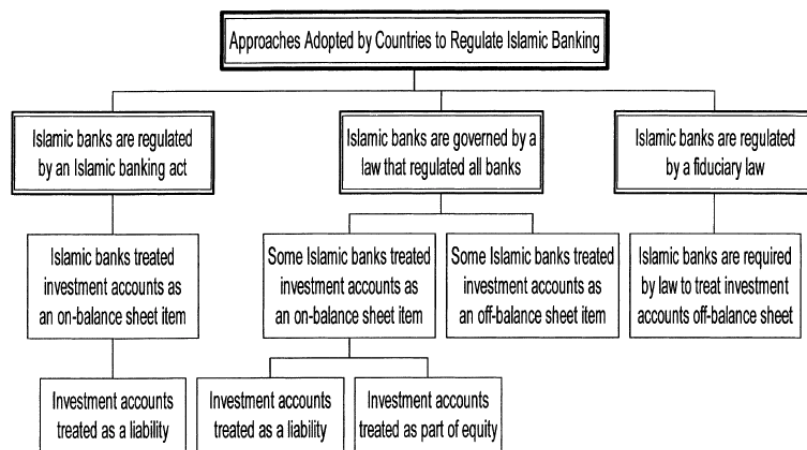 Approaches Adopted by Countries to Regulate Islamic Banking
Islamic banks are regulated
by an Islamic banking act
Islamic banks are governed by a
law that regulated all banks
Islamic banks are regulated
by a fiduciary law
Islamic banks treated
investment accounts as
an on-balance sheet item
Some Islamic banks treated
investment accounts as
an on-balance sheet item
Some Islamic banks treated
investment accounts as
an off-balance sheet item
Islamic banks are required
by law to treat investment
accounts off-balance sheet
Investment accounts
treated as a liability
Investment accounts
treated as a liability
Investment accounts
treated as part of equity